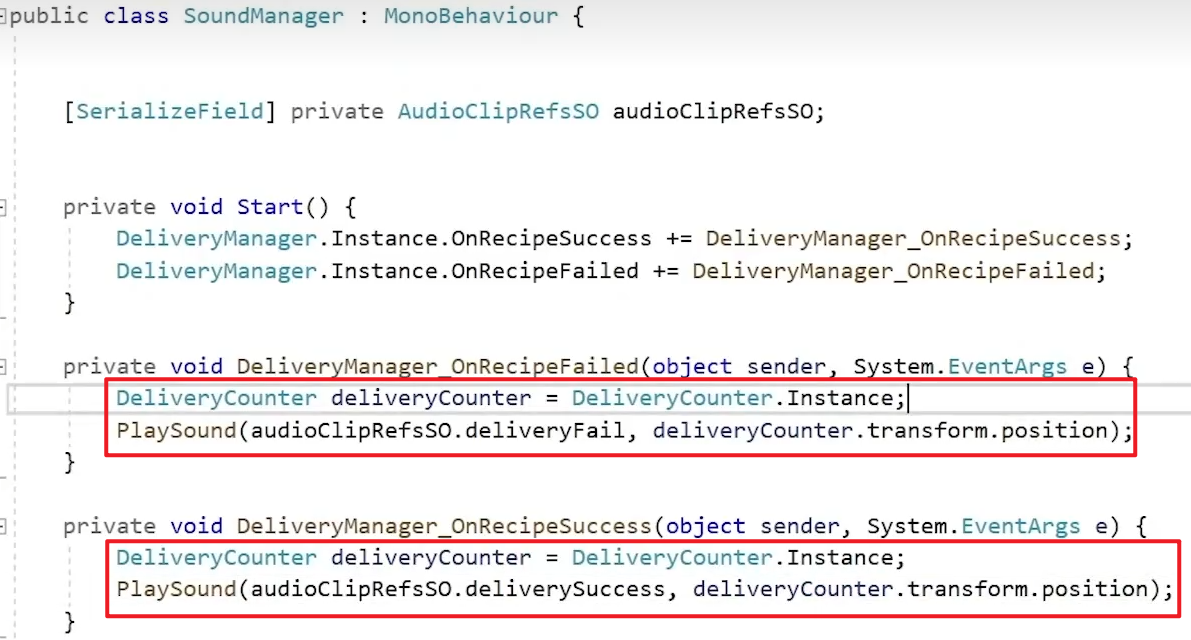 public class SoundManager : MonoBehaviour {
[SerializeField] private AudioClipRefsSO audioClipRefsSO;
private void Start() {
DeliveryManager.Instance.OnRecipeSuccess += DeliveryManager_OnRecipeSuccess;
DeliveryManager.Instance.OnRecipeFailed += DeliveryManager_OnRecipeFailed;
}
private void DeliveryManager_OnRecipeFailed(object sender, System.EventArgs e) {
DeliveryCounter deliveryCounter = DeliveryCounter.Instance;
PlaySound(audioClipRefsSO.deliveryFail, deliveryCounter.transform.position);
}
private void DeliveryManager_OnRecipeSuccess(object sender, System.EventArgs e) {
DeliveryCounter deliveryCounter = DeliveryCounter.Instance;
PlaySound(audioClipRefsSO.deliverySuccess, deliveryCounter.transform.position);
}